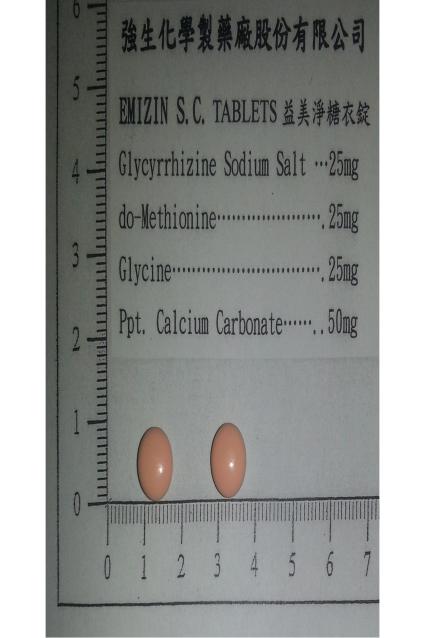 強生化學製藥廠股份有限公司
EMIZIN S.C. TABLETS 益美淨糖衣錠
Glycyrrhizine Sodium Salt …25mg
do-Methionine…………………. 25mg
Glycine…………………………. 25mg
Ppt. Calcium Carbonate……..50mg
6
5
4
3
2
1
0
0 1 2 3 4 5 6 7